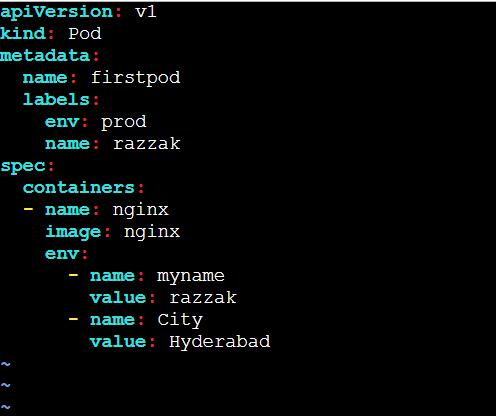 apiVersion: v1
kind: Pod
metadata:
  name: firstpod
  labels:
    env: prod
    name: razzak
spec:
  containers:
  - name: nginx
    image: nginx
    env:
      - name: myname
        value: razzak
      - name: City
        value: Hyderabad
~
~
~